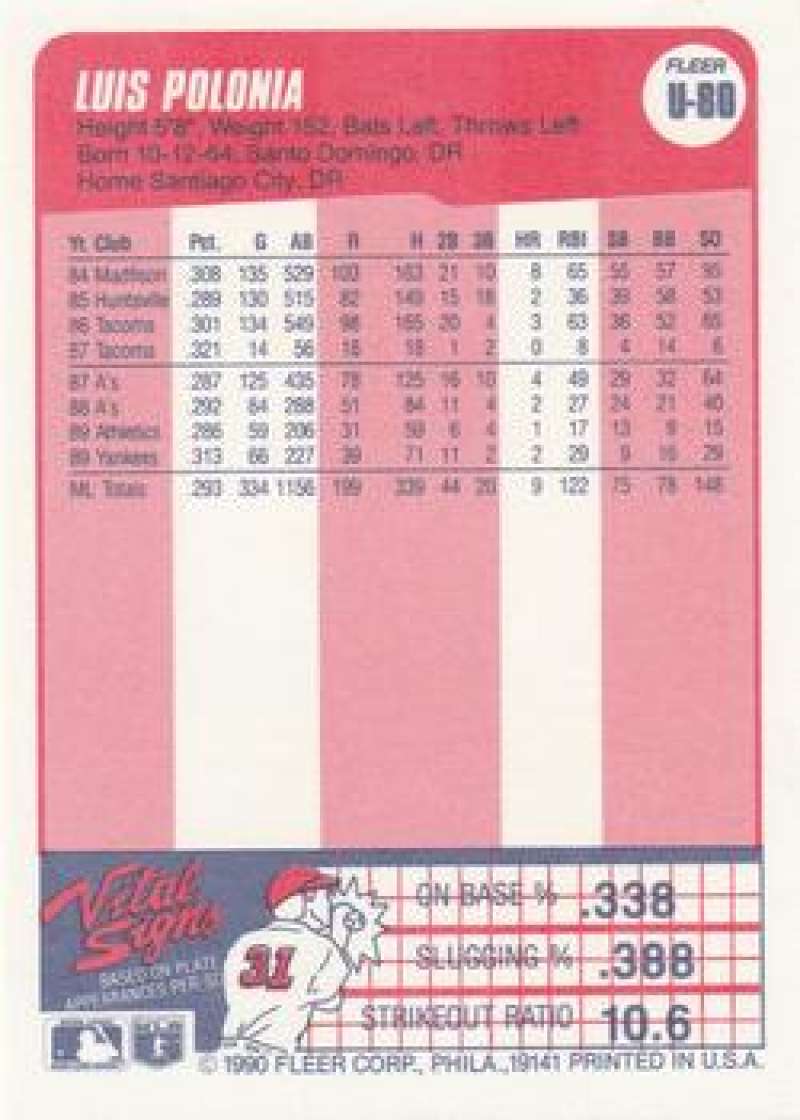 FLEER
U-80
LUIS POLONIA
Height 5'8", Weight 152, Bats Left, Throws Left
Born 10-12-64, Santo Domingo, DR
Home Santiago City, DR
Yr. Club Pct. G AB R H 2B 3B HR RBI SB BB SO
84 Madison .308 135 529 103 163 21 10 8 65 55 57 95
85 Huntsville .289 130 515 82 149 15 18 2 36 39 58 53
86 Tacoma .301 134 549 98 165 20 4 3 63 36 52 65
87 Tacoma .321 14 56 18 18 1 2 0 8 4 14 6
87 A's .287 125 435 78 125 16 10 4 49 29 32 64
88 A's .292 84 288 51 84 11 4 2 27 24 21 40
89 Athletics .286 59 206 31 59 6 4 1 17 13 9 15
89 Yankees .313 66 227 39 71 11 2 2 29 9 16 29
ML Totals .293 334 1156 199 339 44 20 9 122 75 78 148
Vital
Signs
BASED ON PLATE
APPEARANCES PER
31
ON BASE % .338
SLUGGING % .388
STRIKEOUT RATIO 10.6
© 1990 FLEER CORP., PHILA., 19141 PRINTED IN U.S.A.